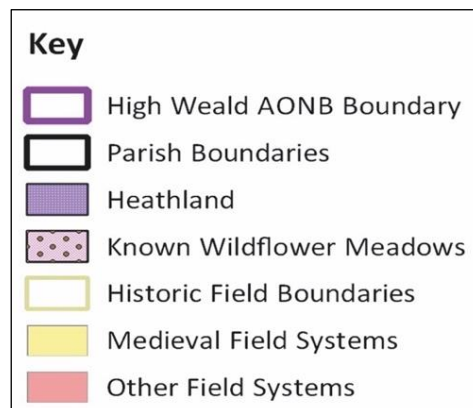 Key
High Weald AONB Boundary
Parish Boundaries
Heathland
Known Wildflower Meadows
Historic Field Boundaries
Medieval Field Systems
Other Field Systems